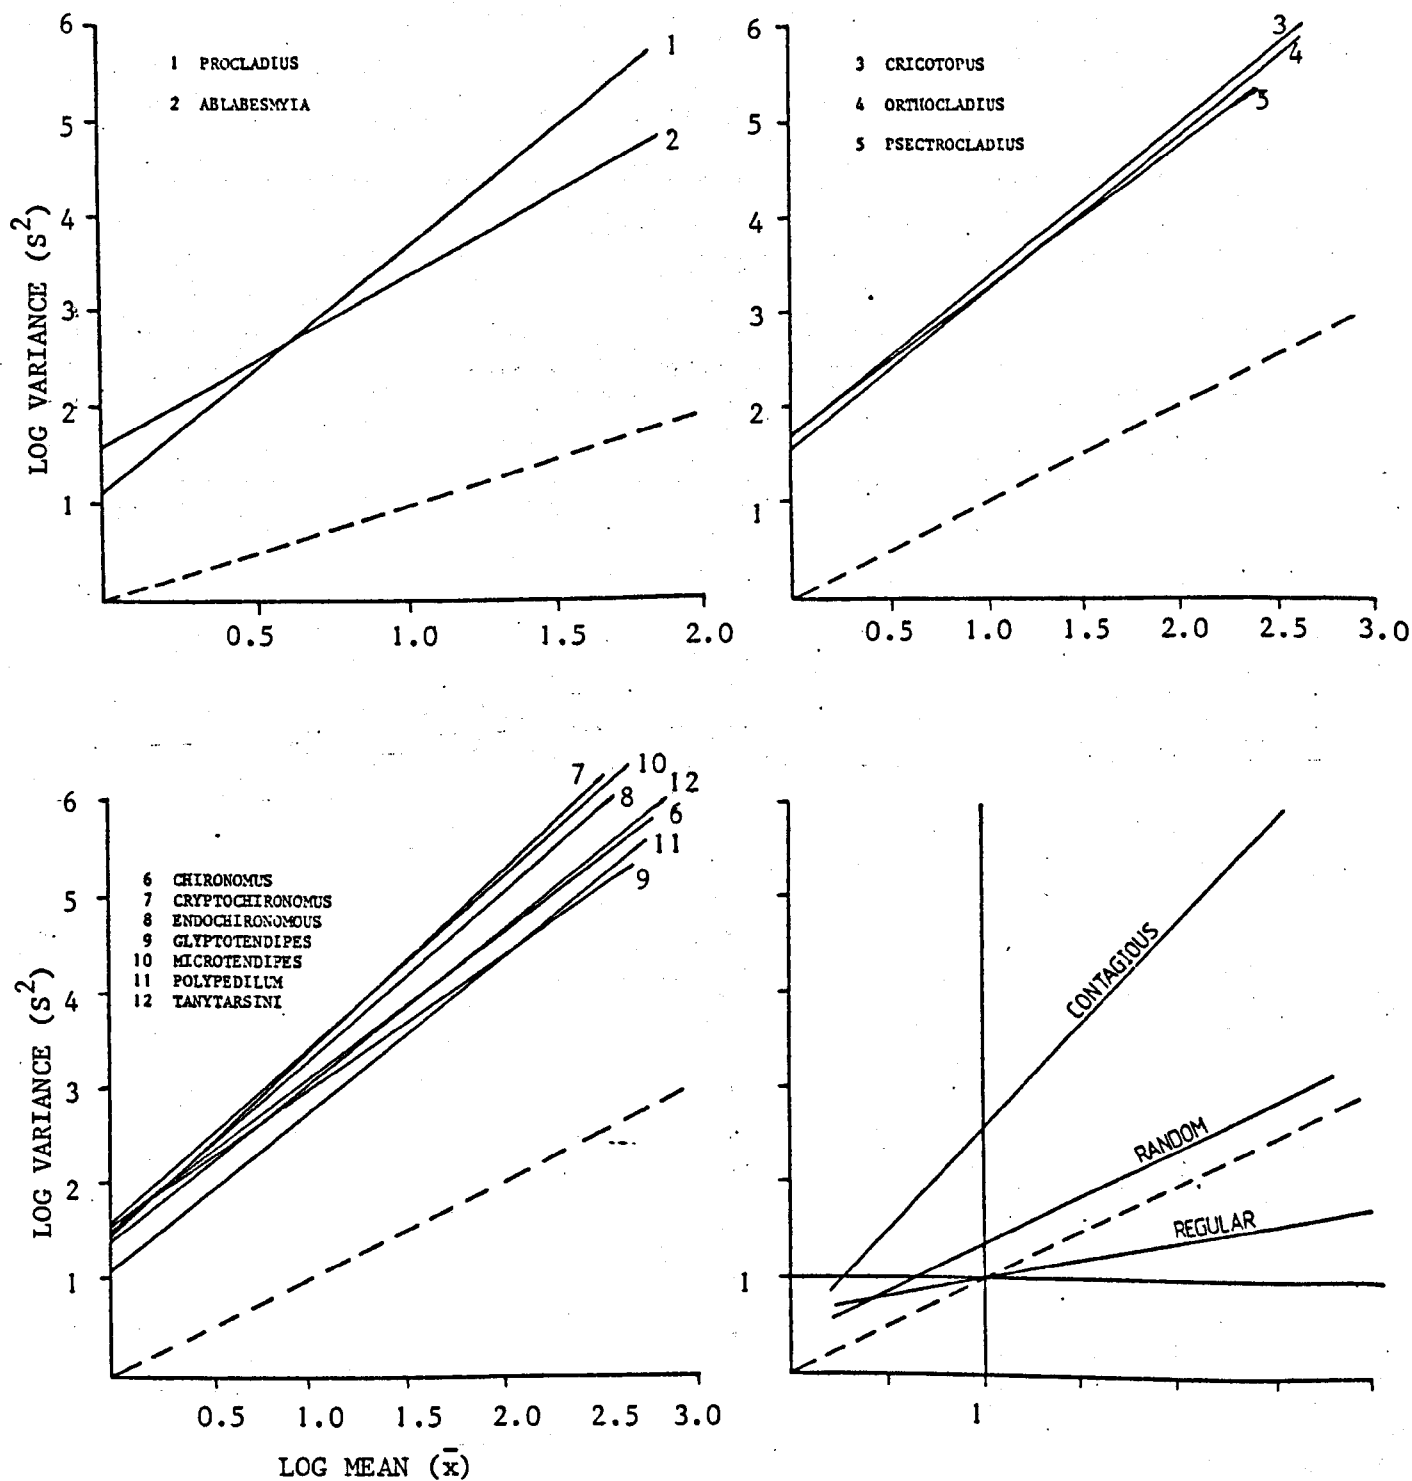 6
5
4
3
2
1
LOG VARIANCE (S²)
1 PROCLADIUS
2 ABLABESMYIA
1
2
0.5 1.0 1.5 2.0
6
5
4
3
2
1
3 CRICOTOPUS
4 ORTHOCLADIUS
5 PSECTROCLADIUS
3
4
5
0.5 1.0 1.5 2.0 2.5 3.0
6
5
4
3
2
1
LOG VARIANCE (S²)
6 CHIRONOMUS
7 CRYPTOCHIRONOMUS
8 ENDOCHIRONOMOUS
9 GLYPTOTENDIPES
10 MICROTENDIPES
11 POLYPEDILUM
12 TANYTARSINI
7
10
12
8
6
11
9
0.5 1.0 1.5 2.0 2.5 3.0
LOG MEAN (x̄)
CONTAGIOUS
RANDOM
REGULAR
1
1